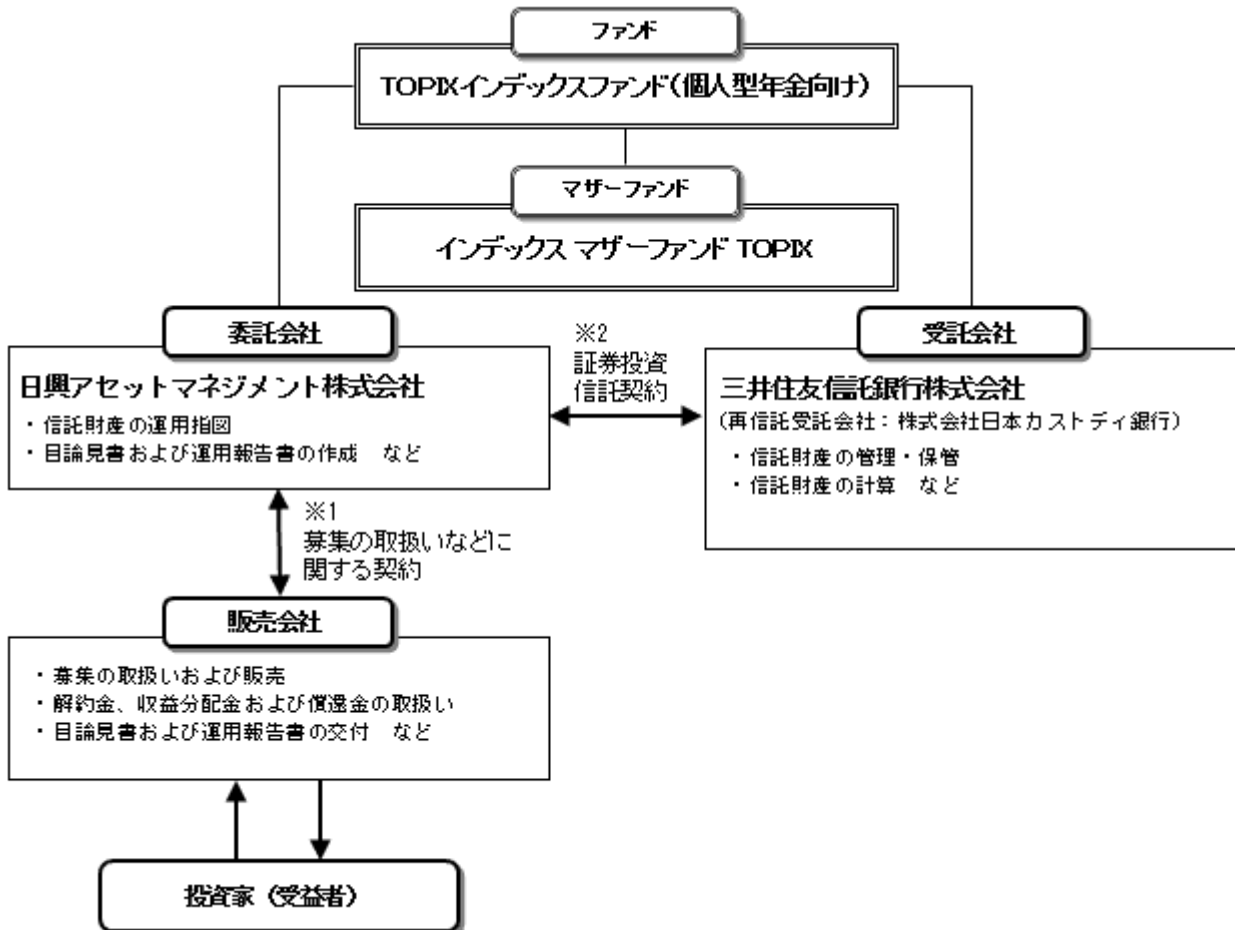 ファンド
TOPIXインデックスファンド(個人型年金向け)
マザーファンド
インデックス マザーファンド TOPIX
委託会社
日興アセットマネジメント株式会社
・信託財産の運用指図
・目論見書および運用報告書の作成　など
※2
証券投資
信託契約
受託会社
三井住友信託銀行株式会社
(再信託受託会社：株式会社日本カストディ銀行)
・信託財産の管理・保管
・信託財産の計算　など
※1
募集の取扱いなどに
関する契約
販売会社
・募集の取扱いおよび販売
・解約金、収益分配金および償還金の取扱い
・目論見書および運用報告書の交付　など
投資家（受益者）